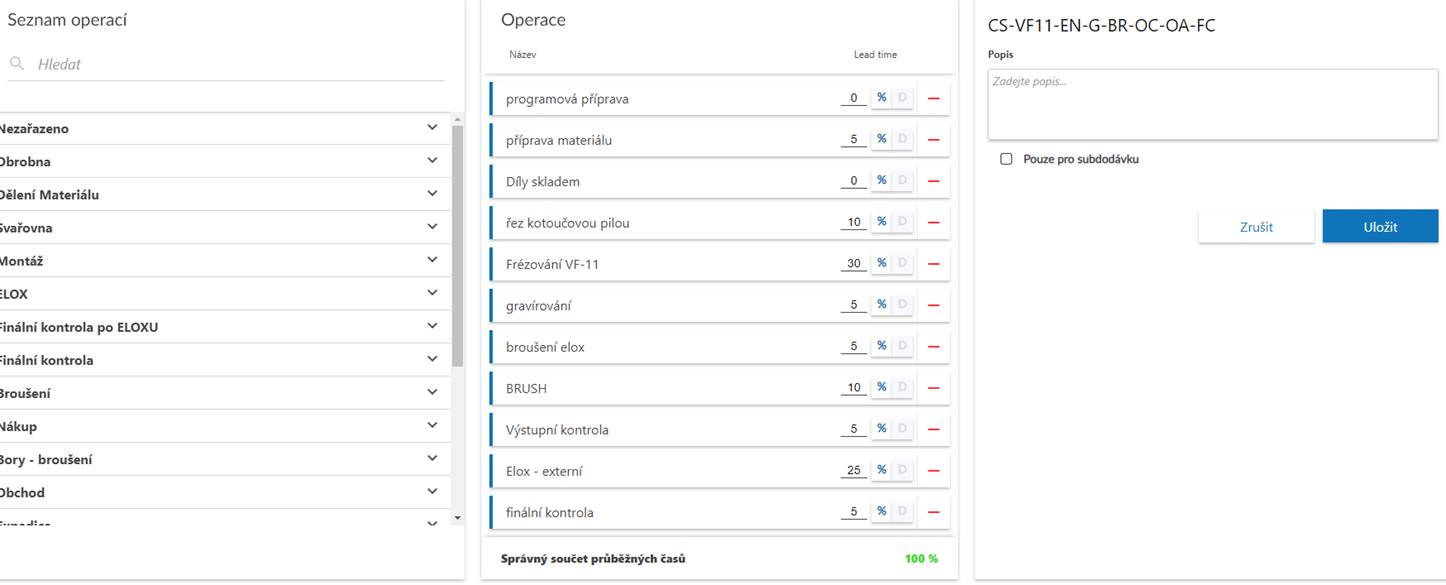 Seznam operací
Hledat
Nezařazeno
Obrobna
Dělení Materiálu
Svařovna
Montáž
ELOX
Finální kontrola po ELOXU
Finální kontrola
Broušení
Nákup
Bory - broušení
Obchod
Expedice
Operace
Název Lead time
programová příprava 0 % D
příprava materiálu 5 % D
Díly skladem 0 % D
řez kotoučovou pilou 10 % D
Frézování VF-11 30 % D
gravírování 5 % D
broušení elox 5 % D
BRUSH 10 % D
Výstupní kontrola 5 % D
Elox - externí 25 % D
finální kontrola 5 % D
Správný součet průběžných časů 100 %
CS-VF11-EN-G-BR-OC-OA-FC
Popis
Zadejte popis...
Pouze pro subdodávku
Zrušit Uložit